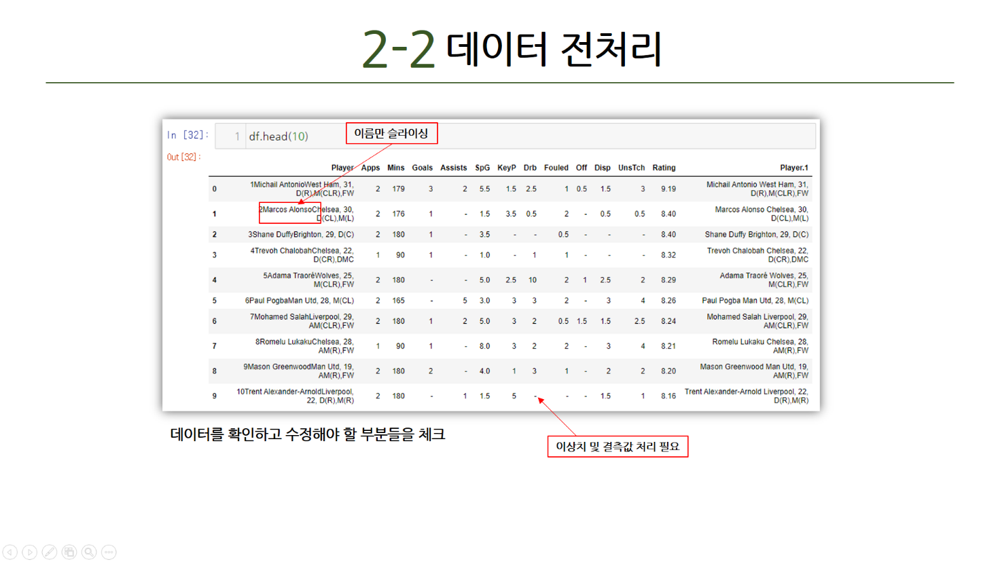 2-2 데이터 전처리
In [32]: 1 df.head(10)
이름만 슬라이싱
Out[32]:
Player Apps Mins Goals Assists SpG KeyP Drb Fouled Off Disp UnsTch Rating Player.1
0 1Michail AntonioWest Ham, 31, D(R),M(CLR),FW 2 179 3 2 5.5 1.5 2.5 1 0.5 1.5 3 9.19 Michail Antonio West Ham, 31, D(R),M(CLR),FW
1 2Marcos AlonsoChelsea, 30, D(CL),M(L) 2 176 1 - 1.5 3.5 0.5 2 - 0.5 0.5 8.40 Marcos Alonso Chelsea, 30, D(CL),M(L)
2 3Shane DuffyBrighton, 29, D(C) 2 180 1 - 3.5 - - 0.5 - - - 8.40 Shane Duffy Brighton, 29, D(C)
3 4Trevoh ChalobahChelsea, 22, D(CR),DMC 1 90 1 - 1.0 - 1 1 - - - 8.32 Trevoh Chalobah Chelsea, 22, D(CR),DMC
4 5Adama TraoréWolves, 25, M(CLR),FW 2 180 - - 5.0 2.5 10 2 1 2.5 2 8.29 Adama Traoré Wolves, 25, M(CLR),FW
5 6Paul PogbaMan Utd, 28, M(CL) 2 165 - 5 3.0 3 3 2 - 3 4 8.26 Paul Pogba Man Utd, 28, M(CL)
6 7Mohamed SalahLiverpool, 29, AM(CLR),FW 2 180 1 2 5.0 3 2 0.5 1.5 1.5 2.5 8.24 Mohamed Salah Liverpool, 29, AM(CLR),FW
7 8Romelu LukakuChelsea, 28, AM(R),FW 1 90 1 - 8.0 3 2 2 - 3 4 8.21 Romelu Lukaku Chelsea, 28, AM(R),FW
8 9Mason GreenwoodMan Utd, 19, AM(R),FW 2 180 2 - 4.0 1 3 1 - 2 2 8.20 Mason Greenwood Man Utd, 19, AM(R),FW
9 10Trent Alexander-ArnoldLiverpool, 22, D(R),M(R) 2 180 - 1 1.5 5 - - - 1.5 1 8.16 Trent Alexander-Arnold Liverpool, 22, D(R),M(R)
데이터를 확인하고 수정해야 할 부분들을 체크
이상치 및 결측값 처리 필요